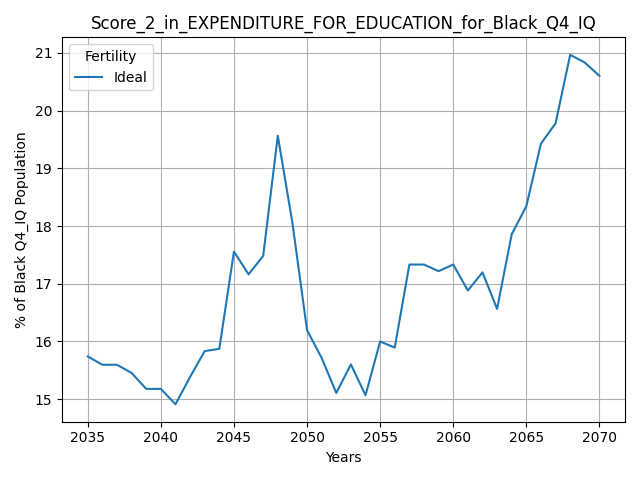 Score_2_in_EXPENDITURE_FOR_EDUCATION_for_Black_Q4_IQ
Fertility
Ideal
% of Black Q4_IQ Population
21
20
19
18
17
16
15
2035 2040 2045 2050 2055 2060 2065 2070
Years